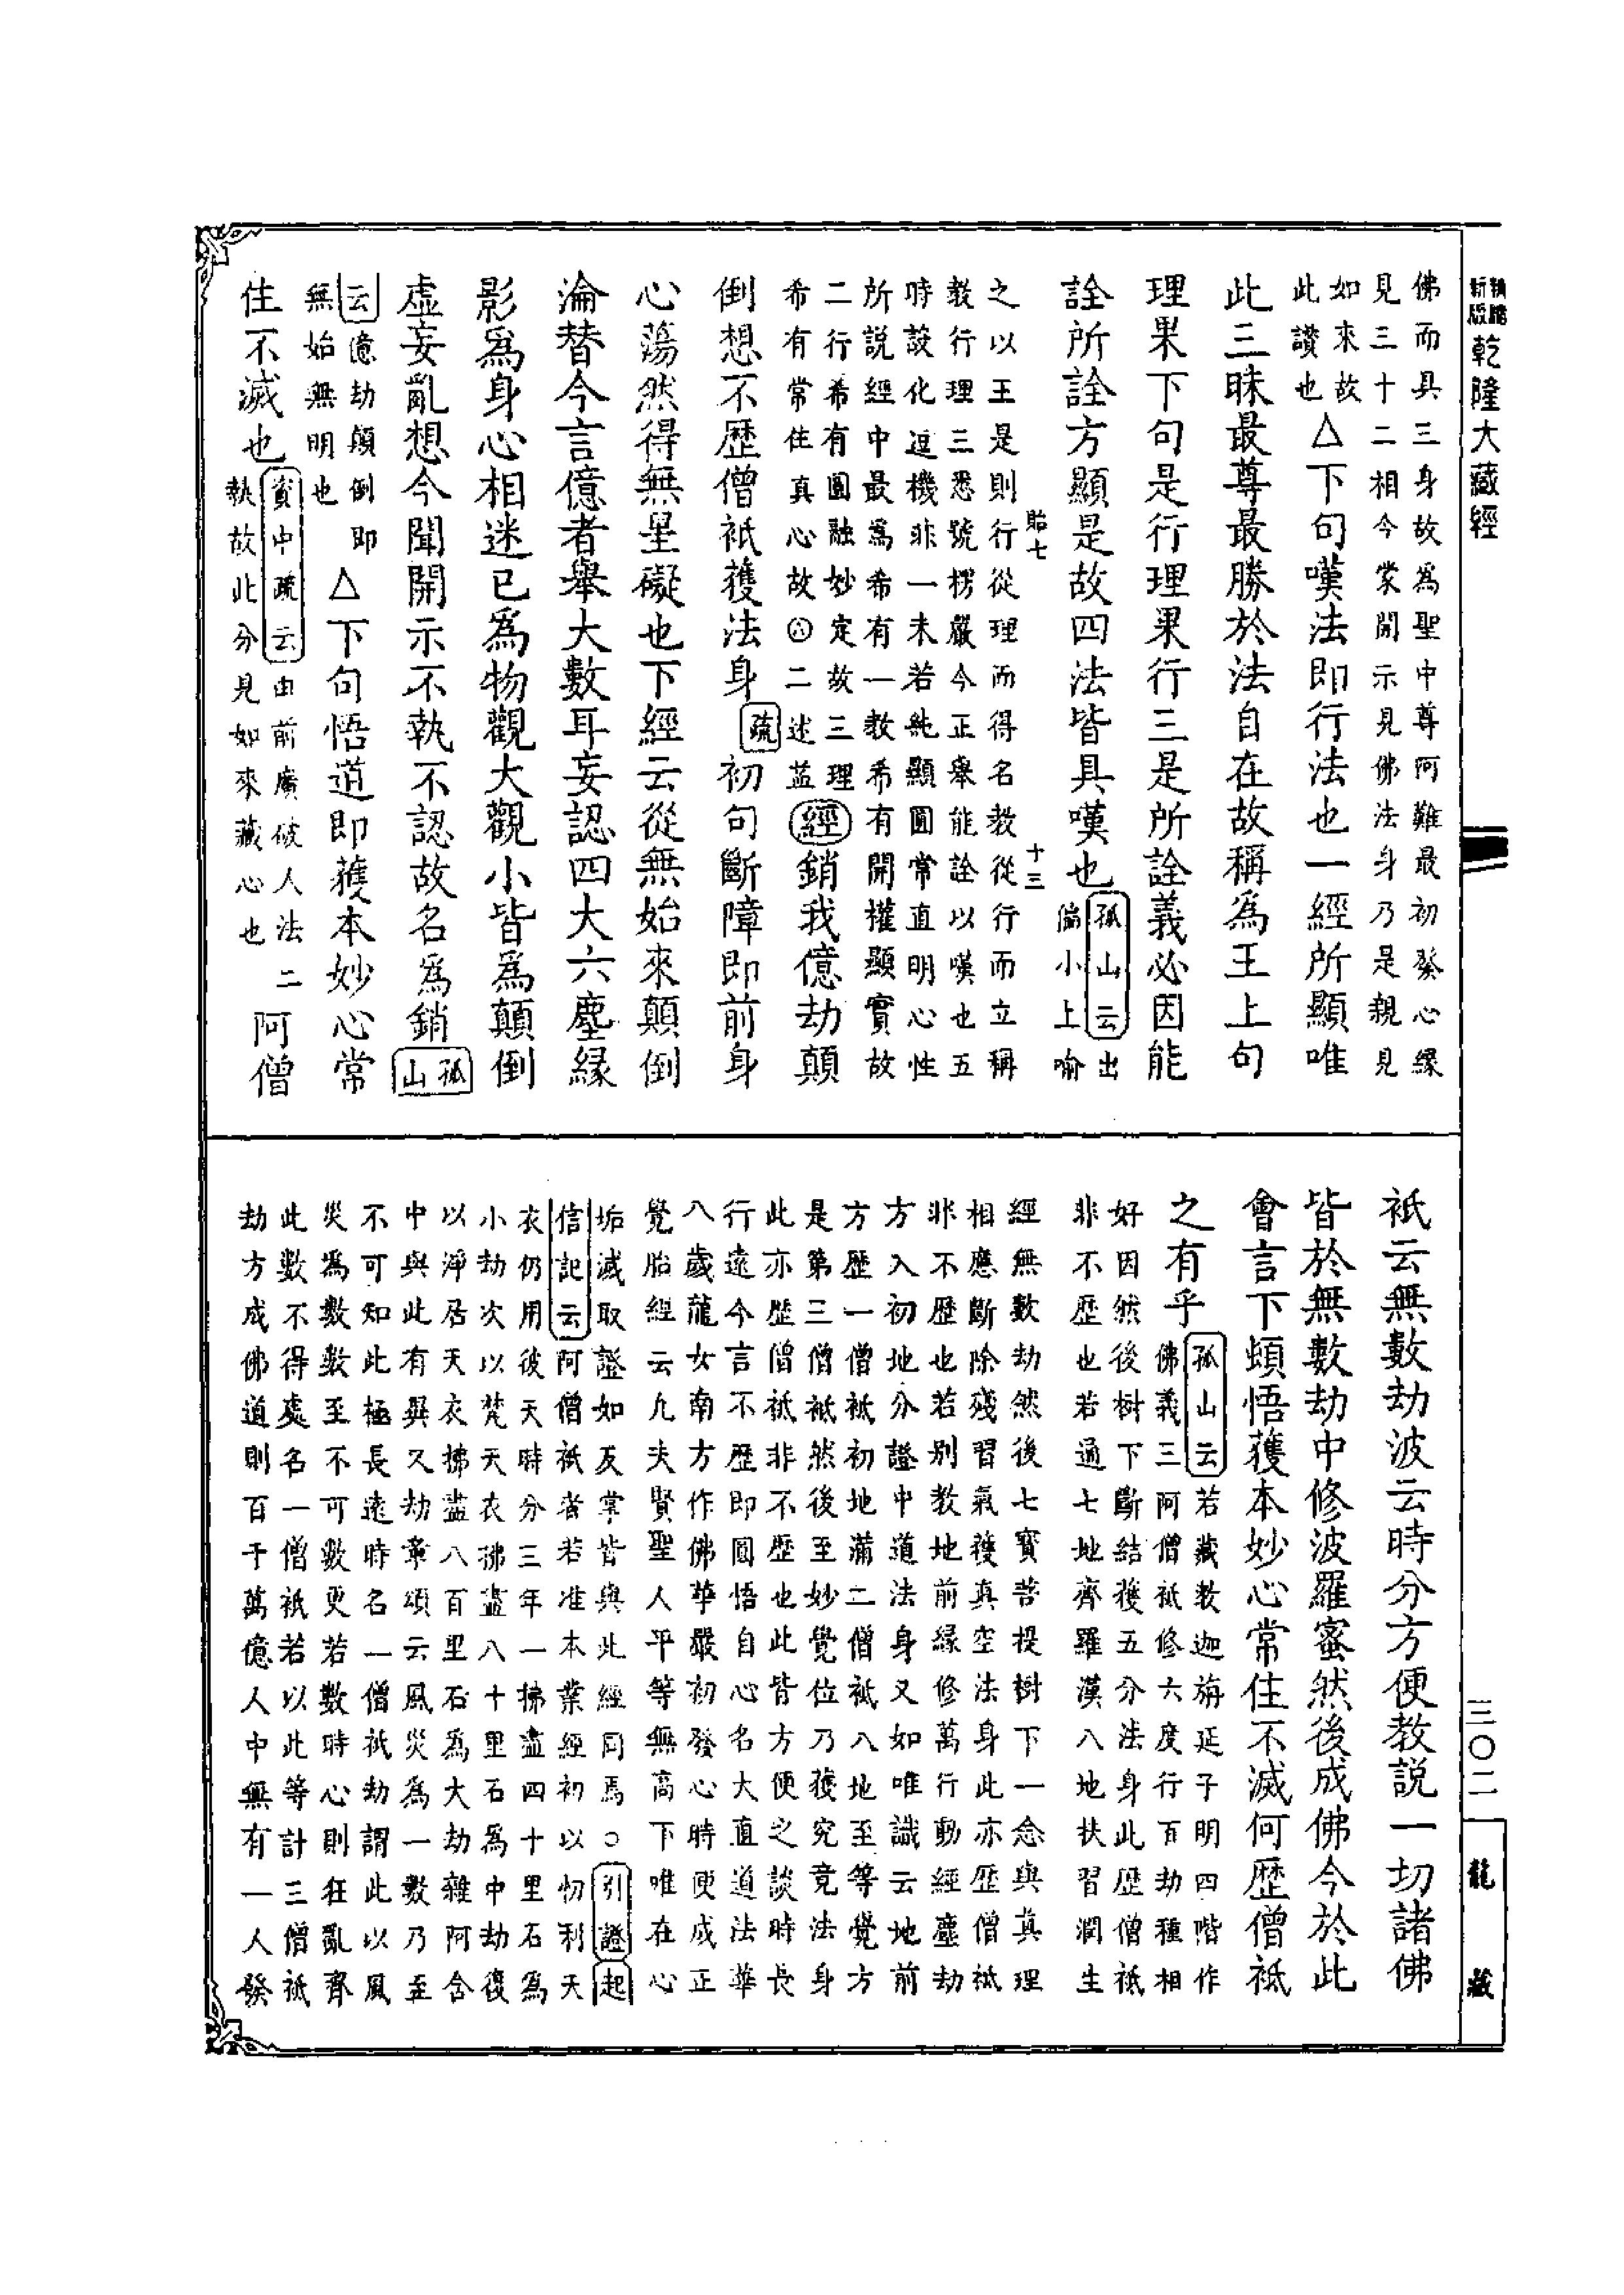 新版乾隆大藏經
佛而具三身故為聖中尊阿難最初發心緣
見三十二相今蒙開示見佛法身乃是親見
如來故
此讚也
△下句嘆法即行法也一經所顯唯
此三昧最尊最勝於法自在故稱為王上句
理果下句是行理果行三是所詮義必因能
詮所詮方顯是故四法皆具嘆也
孤山云出
偏小上喻
貽七
十三
之以王是則行從理而得名教從行而立稱
教行理三悉號楞嚴今正舉能詮以嘆也五
時設化逗機非一未若純顯圓常直明心性
所說經中最為希有一教希有開權顯實故
二行希有圓融妙定故三理
希有常住真心故
二述益
經銷我億劫顛
倒想不歷僧祇獲法身疏初句斷障即前身
心蕩然得無罣礙也下經云從無始來顛倒
淪替今言億者舉大數耳妄認四大六塵緣
影為身心相迷已為物觀大觀小皆為顛倒
虛妄亂想今聞開示不執不認故名為銷孤山
云億劫顛倒即
無始無明也
△下句悟道即獲本妙心常
住不滅也
資中疏云由前廣破人法二
執故此分見如來藏心也
阿僧
祇云無數劫波云時分方便教說一切諸佛
皆於無數劫中修波羅蜜然後成佛今於此
會言下頓悟獲本妙心常住不滅何歷僧祇
之有乎
孤山云若藏教迦旃延子明四階作
佛義三阿僧祇修六度行百劫種相
好因然後樹下斷結獲五分法身此歷僧祇
非不歷也若通七地齊羅漢八地扶習潤生
經無數劫然後七寶菩提樹下一念與真理
相應斷除殘習氣獲真空法身此亦歷僧祇
非不歷也若別教地前緣修萬行動經塵劫
方入初地分證中道法身又如唯識云地前
方歷一僧祇初地滿二僧祇八地至等覺方
是第三僧祇然後至妙覺位乃獲究竟法身
此亦歷僧祇非不歷也此皆方便之談時長
行遠今言不歷即圓悟自心名大直道法華
八歲龍女南方作佛華嚴初發心時便成正
覺胎經云凡夫賢聖人平等無高下唯在心
垢滅取證如反掌皆與此經同焉○引證起
信記云阿僧祇者若准本業經初以忉利天
衣仍用彼天時分三年一拂盡四十里石為
小劫次以梵天衣拂盡八十里石為中劫後
以淨居天衣拂盡八百里石為大劫雜阿含
中與此有異又劫章頌云風災為一數乃至
不可知此極長遠時名一僧祇劫謂此以風
災為數數至不可數更若數時心則狂亂齊
此數不得處名一僧祇若以此等計三僧祇
劫方成佛道則百千萬億人中無有一人發
三〇二
龍藏